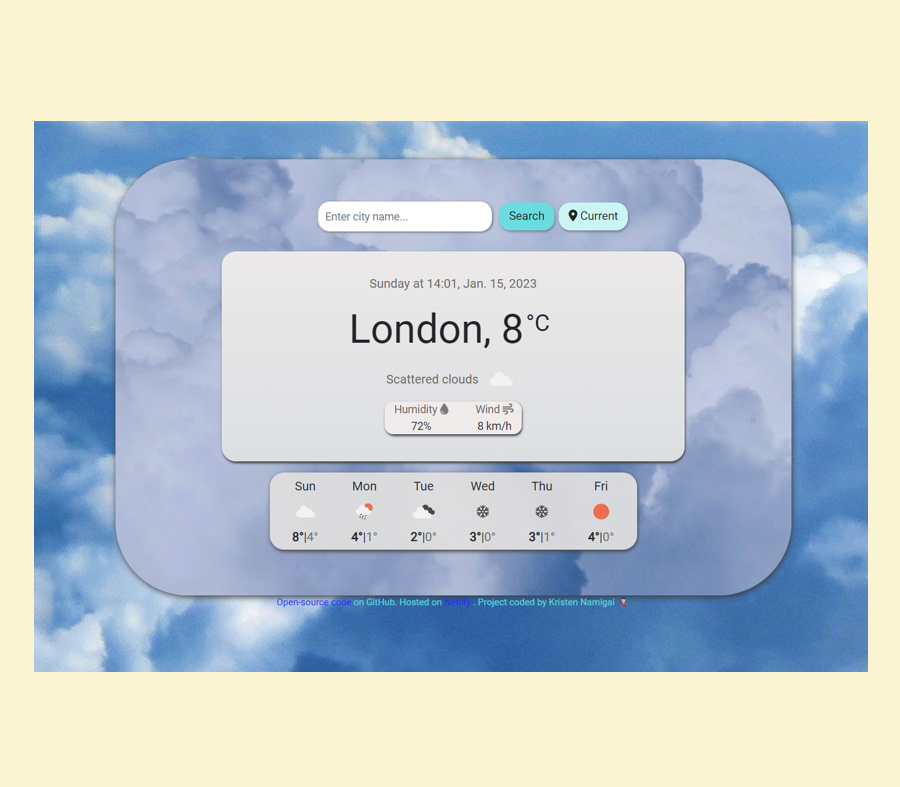 Enter city name...
Search
Current
Sunday at 14:01, Jan. 15, 2023
London, 8°C
Scattered clouds
Humidity Wind
72% 8 km/h
Sun Mon Tue Wed Thu Fri
8°|4° 4°|1° 2°|0° 3°|0° 3°|1° 4°|0°
Open-source code on GitHub. Hosted on Netlify. Project coded by Kristen Namigai